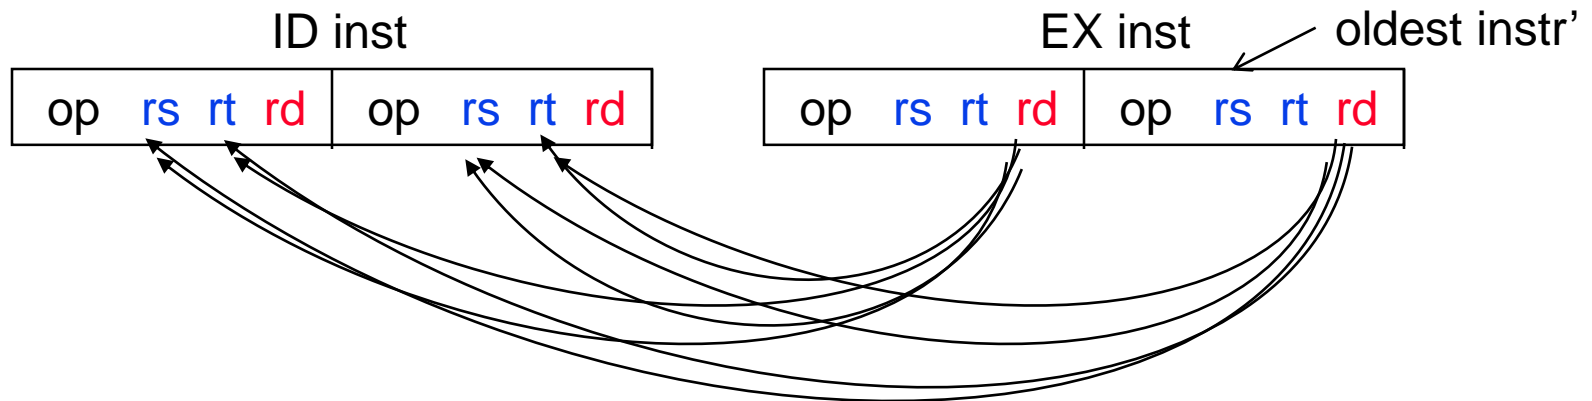 ID inst EX inst oldest instr’
op rs rt rd op rs rt rd op rs rt rd op rs rt rd